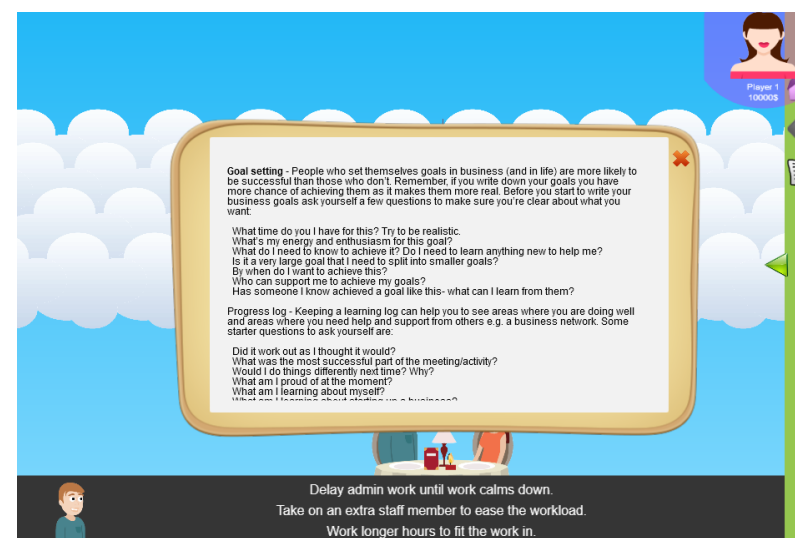 Player 1
10000$
Goal setting - People who set themselves goals in business (and in life) are more likely to
be successful than those who don't. Remember, if you write down your goals you have
more chance of achieving them as it makes them more real. Before you start to write your
business goals ask yourself a few questions to make sure you're clear about what you
want:
What time do you I have for this? Try to be realistic.
What's my energy and enthusiasm for this goal?
What do I need to know to achieve it? Do I need to learn anything new to help me?
Is it a very large goal that I need to split into smaller goals?
By when do I want to achieve this?
Who can support me to achieve my goals?
Has someone I know achieved a goal like this- what can I learn from them?
Progress log - Keeping a learning log can help you to see areas where you are doing well
and areas where you need help and support from others e.g. a business network. Some
starter questions to ask yourself are:
Did it work out as I thought it would?
What was the most successful part of the meeting/activity?
Would I do things differently next time? Why?
What am I proud of at the moment?
What am I learning about myself?
What am I learning about starting up a business?
Delay admin work until work calms down.
Take on an extra staff member to ease the workload.
Work longer hours to fit the work in.